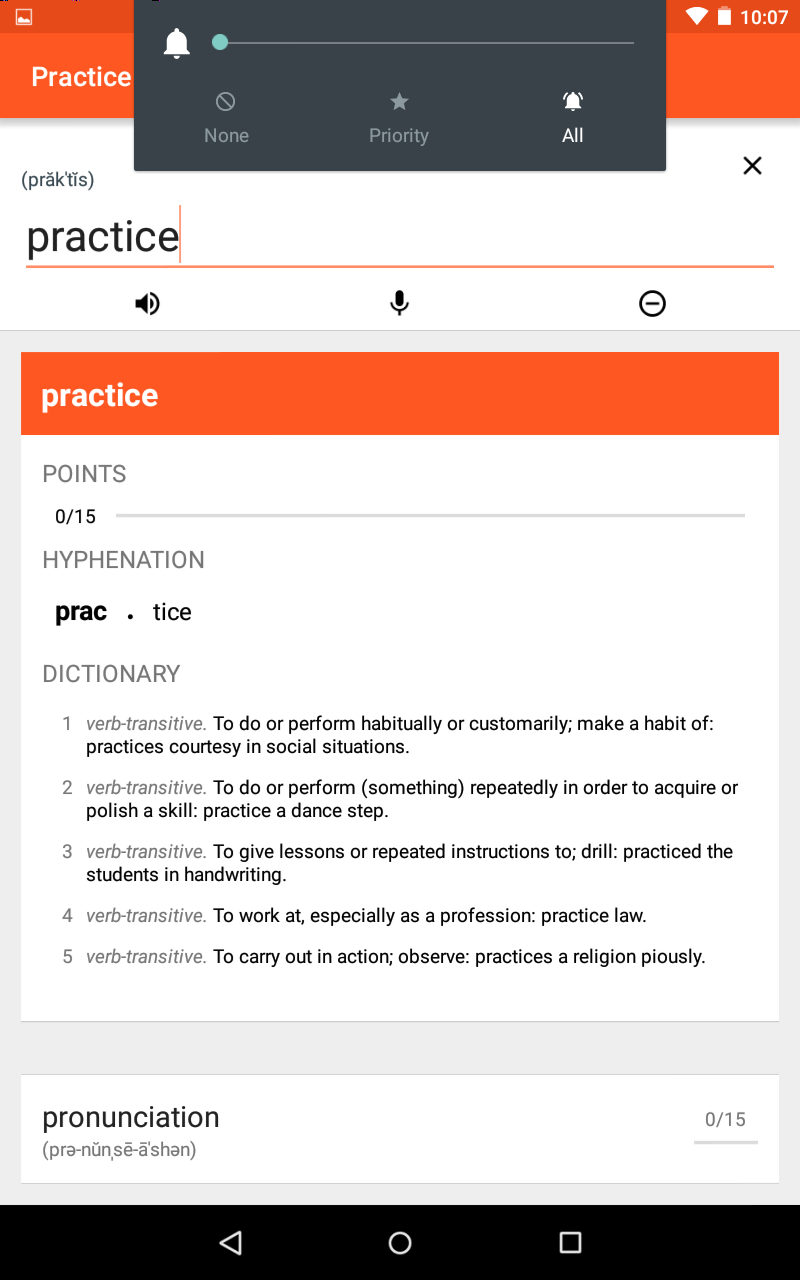 10:07
Practice
None
Priority
All
(prăk'tĭs)
practice
practice
POINTS
0/15
HYPHENATION
prac . tice
DICTIONARY
1 verb-transitive. To do or perform habitually or customarily; make a habit of:
practices courtesy in social situations.
2 verb-transitive. To do or perform (something) repeatedly in order to acquire or
polish a skill: practice a dance step.
3 verb-transitive. To give lessons or repeated instructions to; drill: practiced the
students in handwriting.
4 verb-transitive. To work at, especially as a profession: practice law.
5 verb-transitive. To carry out in action; observe: practices a religion piously.
pronunciation
0/15
(prə-nŭn͵sē-ā'shən)